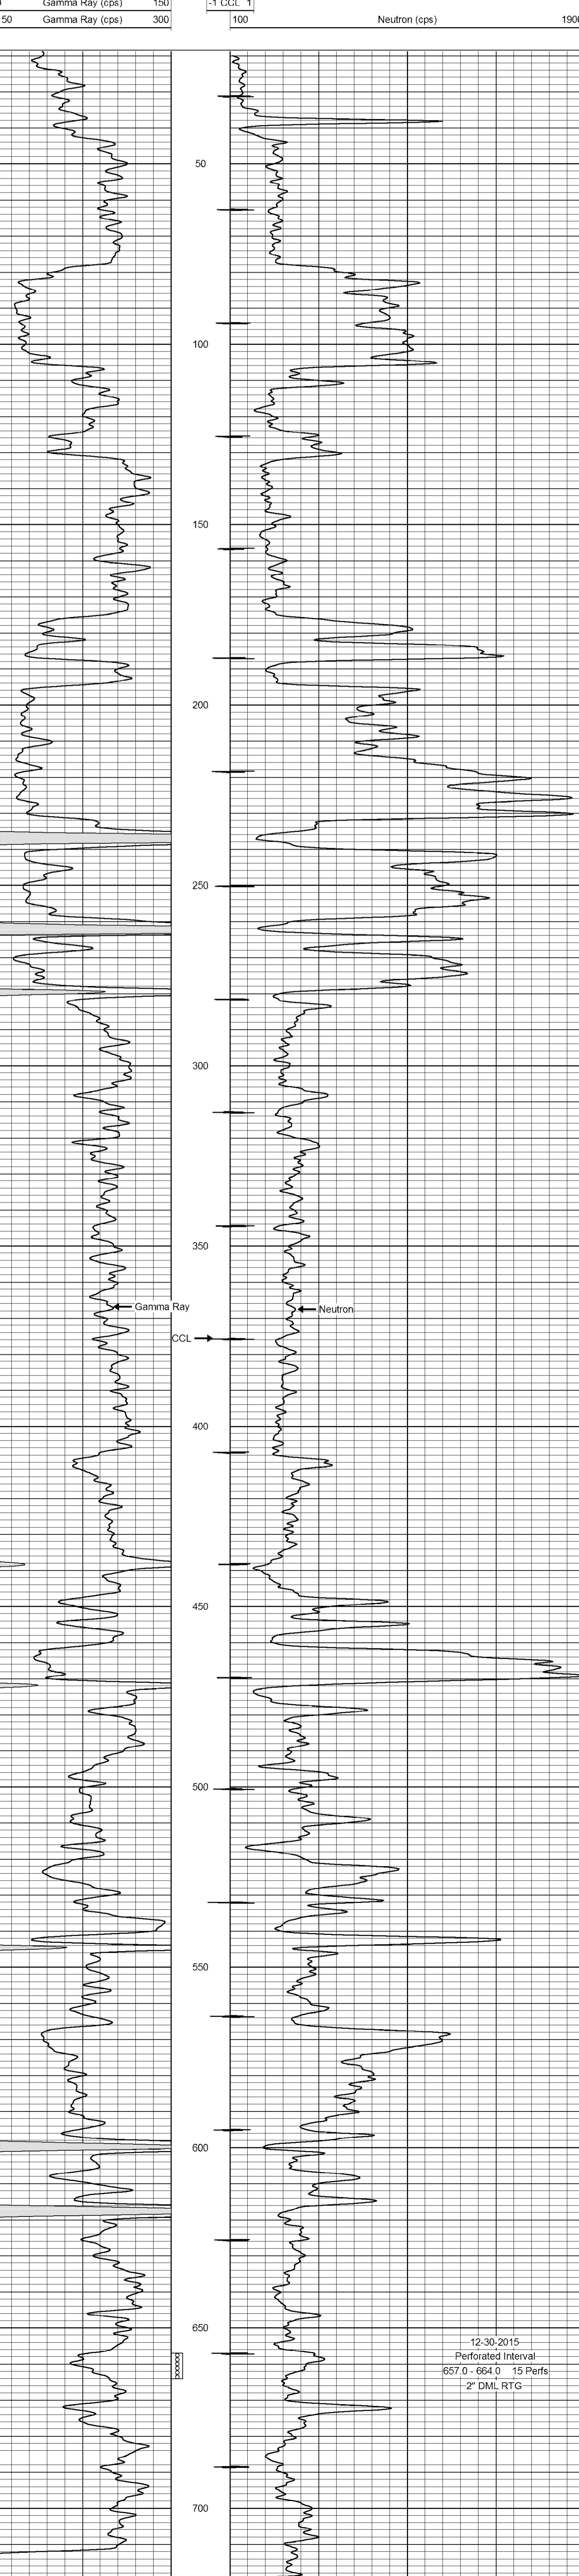 0 Gamma Ray (cps) 150 -1 CCL 1
150 Gamma Ray (cps) 300 100 Neutron (cps) 1900
50
100
150
200
250
300
350
Gamma Ray Neutron
CCL
400
450
500
550
600
650
12-30-2015
Perforated Interval
657.0 - 664.0 15 Perfs
2" DML RTG
700